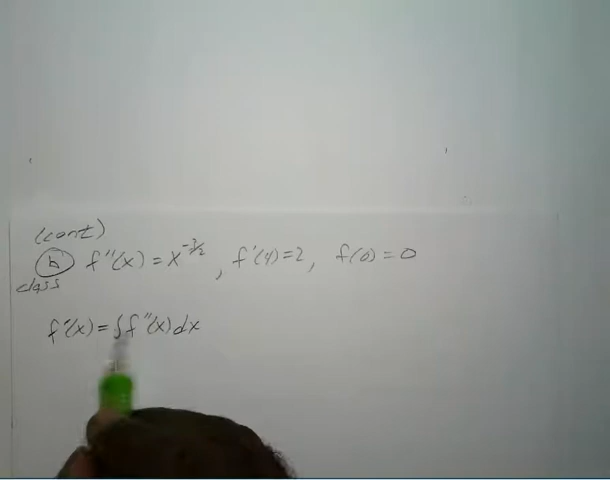 (cont)
(b) f''(x) = x^{-3/2} , f'(4)=2, f(0) = 0
class
f'(x) = ∫f''(x)dx